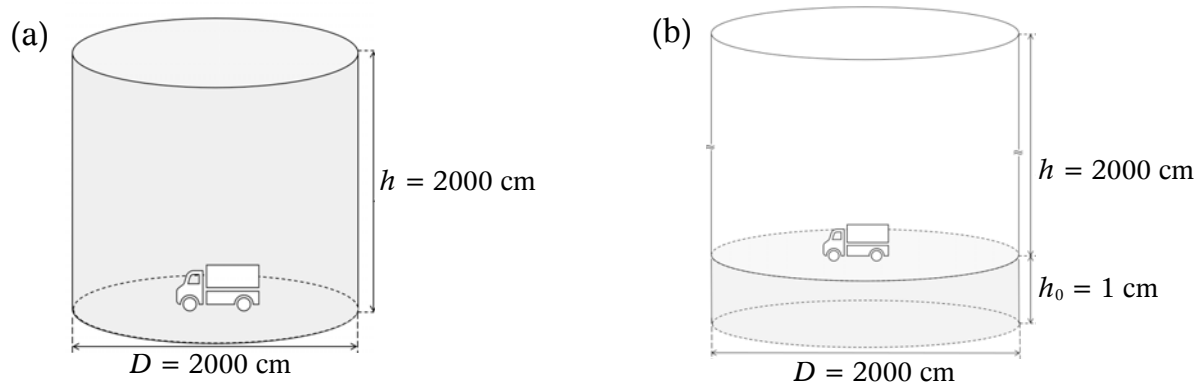 (a)
h = 2000 cm
D = 2000 cm
(b)
h = 2000 cm
h₀ = 1 cm
D = 2000 cm